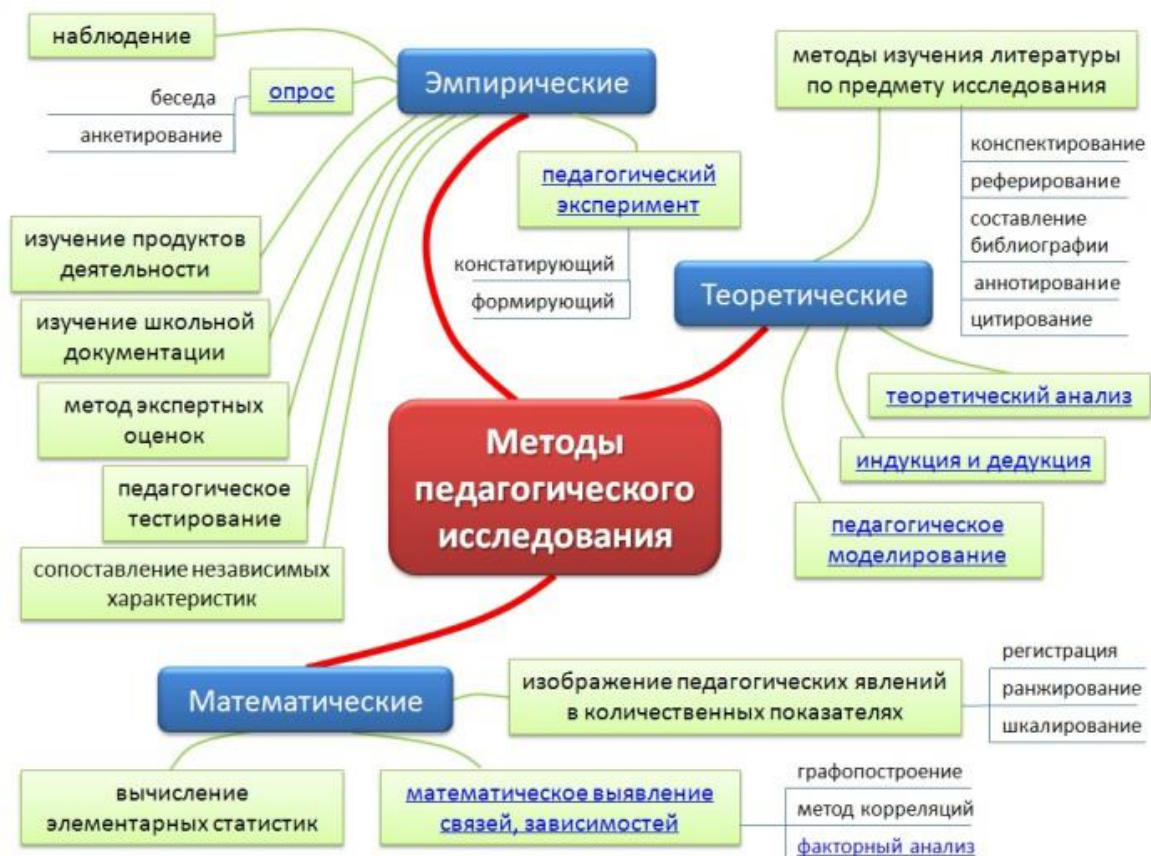 наблюдение
опрос
беседа
анкетирование
Эмпирические
методы изучения литературы
по предмету исследования
конспектирование
реферирование
составление
библиографии
аннотирование
цитирование
педагогический
эксперимент
констатирующий
формирующий
изучение продуктов
деятельности
изучение школьной
документации
метод экспертных
оценок
педагогическое
тестирование
сопоставление независимых
характеристик
Теоретические
теоретический анализ
индукция и дедукция
педагогическое
моделирование
Методы
педагогического
исследования
Математические
изображение педагогических явлений
в количественных показателях
регистрация
ранжирование
шкалирование
вычисление
элементарных статистик
математическое выявление
связей, зависимостей
графопостроение
метод корреляций
факторный анализ